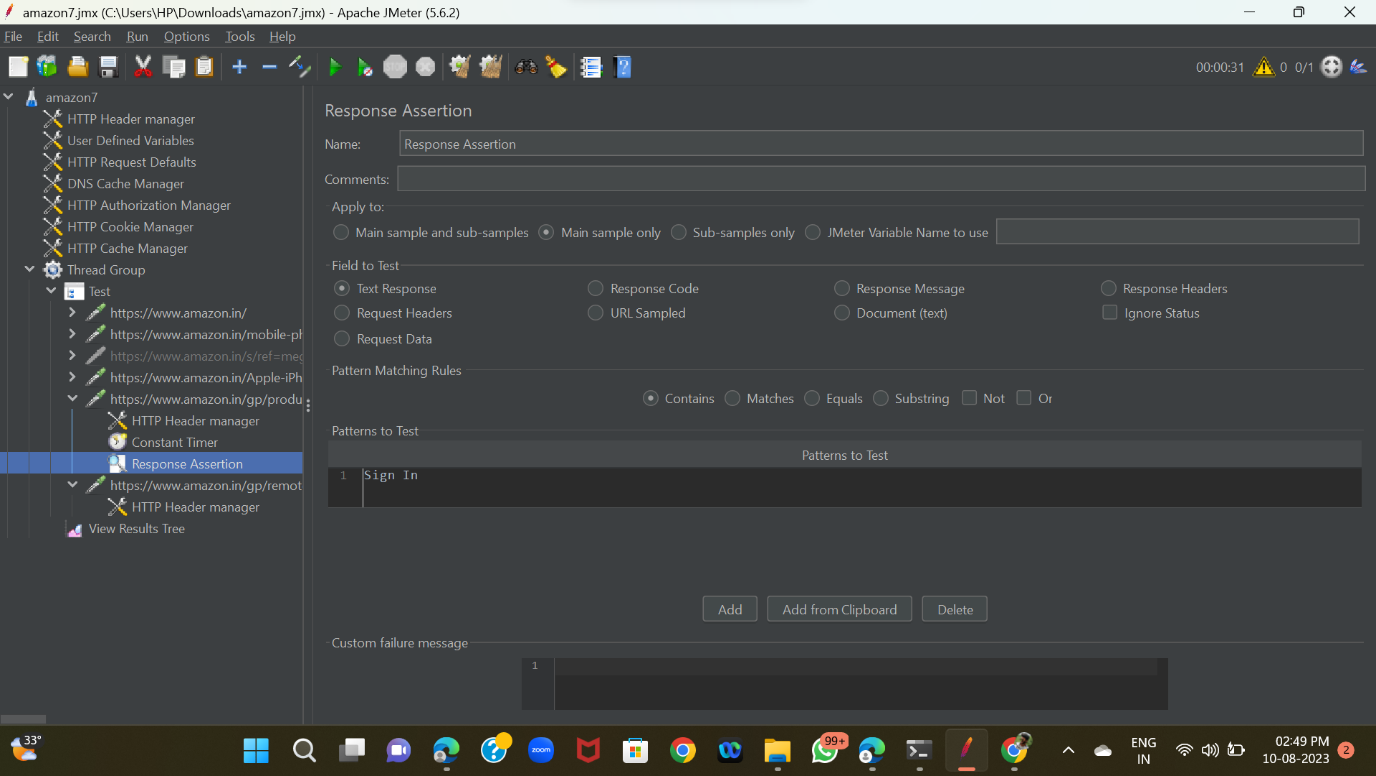 amazon7.jmx (C:\Users\HP\Downloads\amazon7.jmx) - Apache JMeter (5.6.2)
File Edit Search Run Options Tools Help
00:00:31 0 0/1
amazon7
HTTP Header manager
User Defined Variables
HTTP Request Defaults
DNS Cache Manager
HTTP Authorization Manager
HTTP Cookie Manager
HTTP Cache Manager
Thread Group
Test
https://www.amazon.in/
https://www.amazon.in/mobile-ph
https://www.amazon.in/s/ref=med
https://www.amazon.in/Apple-iPh
https://www.amazon.in/gp/produ
HTTP Header manager
Constant Timer
Response Assertion
https://www.amazon.in/gp/remot
HTTP Header manager
View Results Tree
Response Assertion
Name: Response Assertion
Comments:
Apply to:
Main sample and sub-samples Main sample only Sub-samples only JMeter Variable Name to use
Field to Test
Text Response Response Code Response Message Response Headers
Request Headers URL Sampled Document (text) Ignore Status
Request Data
Pattern Matching Rules
Contains Matches Equals Substring Not Or
Patterns to Test
Patterns to Test
1 Sign In
Add Add from Clipboard Delete
Custom failure message
1
33°
zoom
99+
ENG
IN
02:49 PM
10-08-2023
2